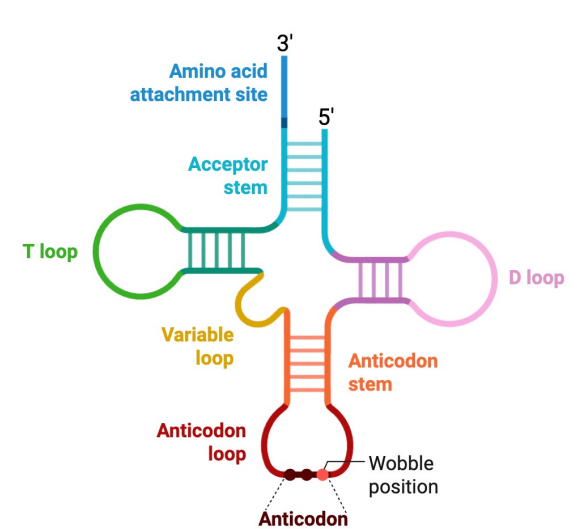 3'
Amino acid
attachment site
5'
Acceptor
stem
T loop
D loop
Variable
loop
Anticodon
stem
Anticodon
loop
Wobble
position
Anticodon